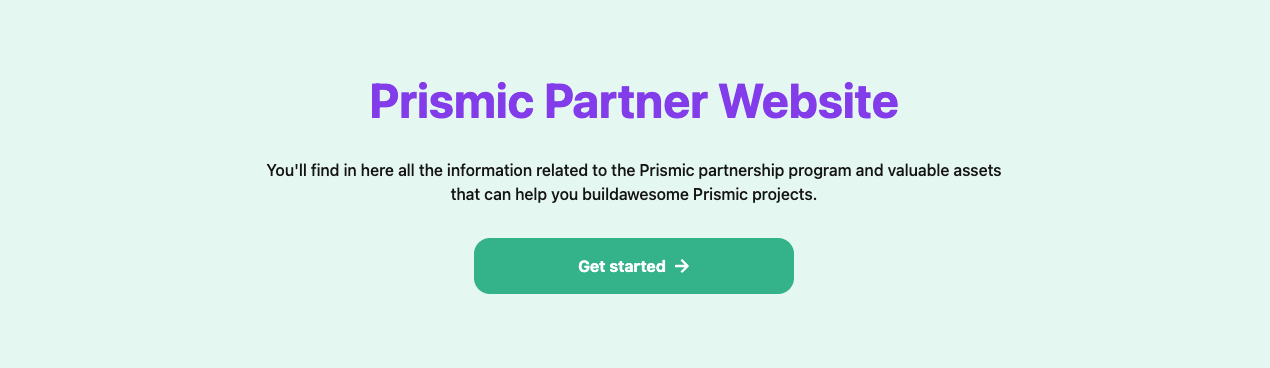 Prismic Partner Website
You'll find in here all the information related to the Prismic partnership program and valuable assets
that can help you buildawesome Prismic projects.
Get started →